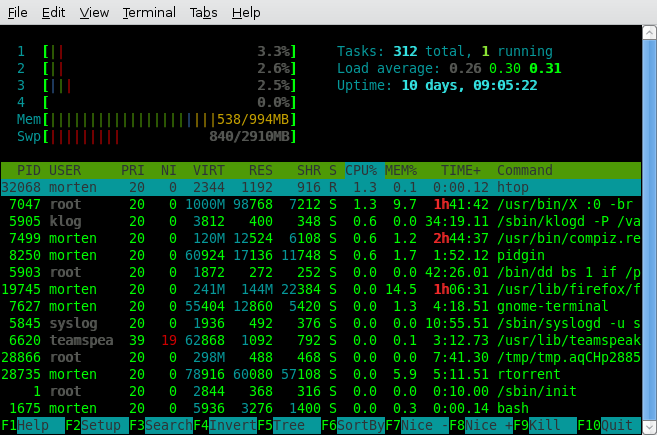 File Edit View Terminal Tabs Help
1 [|| 3.3%] Tasks: 312 total, 1 running
2 [|| 2.6%] Load average: 0.26 0.30 0.31
3 [||| 2.5%] Uptime: 10 days, 09:05:22
4 [ 0.0%]
Mem[||||||||||||||||||||538/994MB]
Swp[||||||||| 840/2910MB]
PID USER PRI NI VIRT RES SHR S CPU% MEM% TIME+ Command
32068 morten 20 0 2344 1192 916 R 1.3 0.1 0:00.12 htop
7047 root 20 0 1000M 98768 7212 S 1.3 9.7 1h41:42 /usr/bin/X :0 -br
5905 klog 20 0 3812 400 348 S 0.6 0.0 34:19.11 /sbin/klogd -P /va
7499 morten 20 0 120M 12524 6108 S 0.6 1.2 2h44:37 /usr/bin/compiz.re
8250 morten 20 0 60924 17136 11748 S 0.6 1.7 1:52.12 pidgin
5903 root 20 0 1872 272 252 S 0.0 0.0 42:26.01 /bin/dd bs 1 if /p
19745 morten 20 0 241M 144M 22384 S 0.0 14.5 1h06:31 /usr/lib/firefox/f
7627 morten 20 0 55404 12860 5420 S 0.0 1.3 4:18.51 gnome-terminal
5845 syslog 20 0 1936 492 376 S 0.0 0.0 10:55.51 /sbin/syslogd -u s
6620 teamspea 39 19 62868 1092 792 S 0.0 0.1 3:12.73 /usr/lib/teamspeak
28866 root 20 0 298M 488 468 S 0.0 0.0 7:41.30 /tmp/tmp.aqCHp2885
28735 morten 20 0 78916 60080 57108 S 0.0 5.9 5:11.51 rtorrent
1 root 20 0 2844 368 316 S 0.0 0.0 0:10.00 /sbin/init
1675 morten 20 0 5936 3276 1400 S 0.0 0.3 0:00.14 bash
F1Help F2Setup F3SearchF4InvertF5Tree F6SortByF7Nice -F8Nice +F9Kill F10Quit